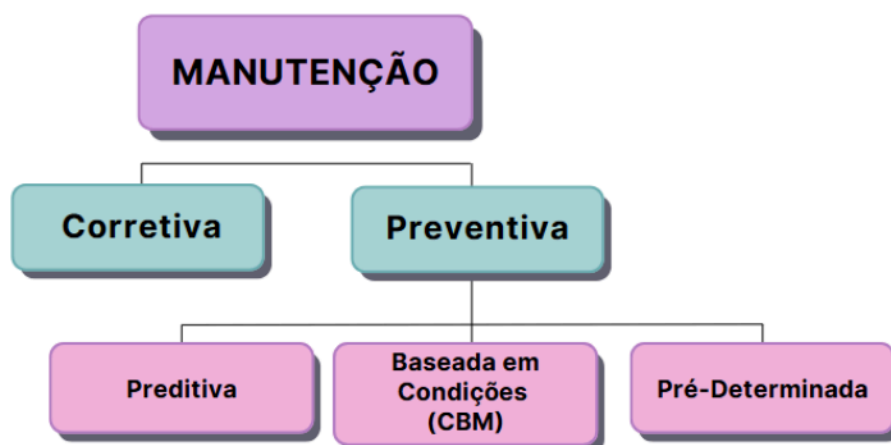 MANUTENÇÃO
Corretiva
Preventiva
Preditiva
Baseada em
Condições
(CBM)
Pré-Determinada